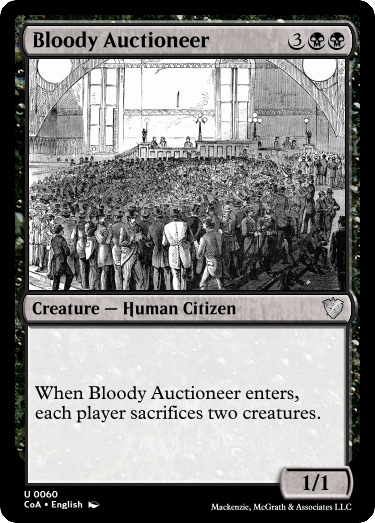 Bloody Auctioneer 3
Creature — Human Citizen
When Bloody Auctioneer enters,
each player sacrifices two creatures.
1/1
U 0060
CoA • English
Mackenzie, McGrath & Associates LLC